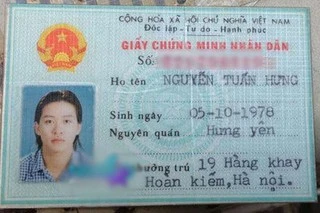 CỘNG HÒA XÃ HỘI CHỦ NGHĨA VIỆT NAM
Độc lập - Tự do - Hạnh phúc
GIẤY CHỨNG MINH NHÂN DÂN
Số
Họ tên NGUYỄN TUẤN HƯNG
Sinh ngày 05-10-1978
Nguyên quán Hưng yên
thường trú 19 Hàng khay
Hoan kiếm, Hà nội.